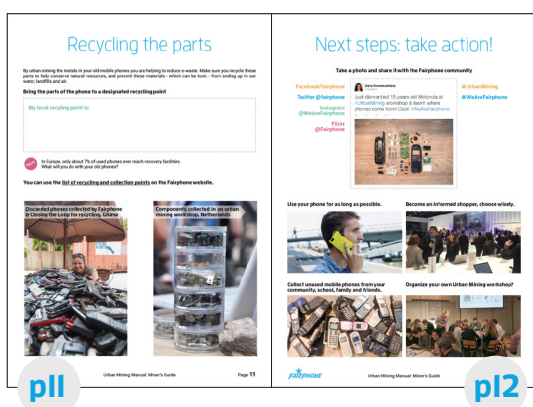 Recycling the parts
By urban mining the metals in your old mobile phones you are helping to reduce e-waste. Make sure you recycle these
parts to help conserve natural resources, and prevent these materials - which can be toxic - from ending up in our
water, landfills and air.
Bring the parts of the phone to a designated recycling point
My local recycling point is:
In Europe, only about 7% of used phones ever reach recovery facilities.
What will you do with your old phones?
You can use the list of recycling and collection points on the Fairphone website.
Discarded phones collected by Fairphone
& Closing the Loop for recycling, Ghana
Components collected in an urban
mining workshop, Netherlands
Urban Mining Manual: Miner's Guide
Page 11
p11
Next steps: take action!
Take a photo and share it with the Fairphone community
Facebook/fairphone
Twitter @fairphone
Instagram
@WeAreFairphone
Flickr
@Fairphone
Just dismantled 15 years old Motorola at
#UrbanMining workshop & learnt where
phones come from! Cool! #WeAreFairphone
#UrbanMining
#WeAreFairphone
Use your phone for as long as possible.
Become an informed shopper, choose wisely.
Collect unused mobile phones from your
community, school, family and friends.
Organize your own Urban Mining workshop?
FAIRPHONE
Urban Mining Manual: Miner's Guide
p12